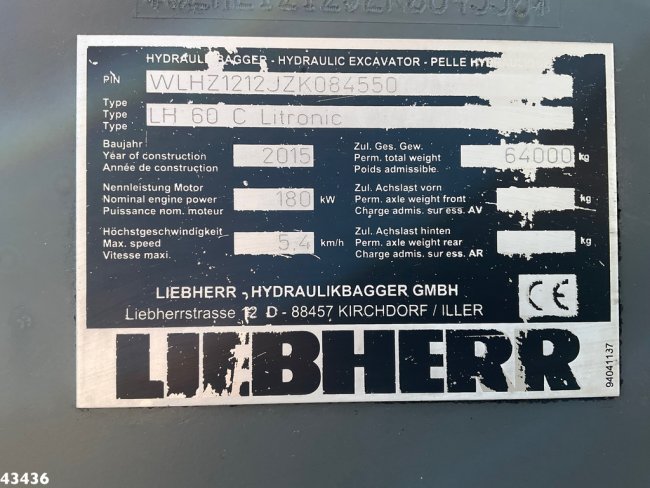 HYDRAULIKBAGGER - HYDRAULIC EXCAVATOR - PELLE HYDRAULIQUE
PIN WLHZ1212JZK084550
Type
Type LH 60 C Litronic
Type
Baujahr
Year of construction 2015
Année de construction
Zul. Ges. Gew.
Perm. total weight 64000 kg
Poids admissible
Nennleistung Motor
Nominal engine power 180 kW
Puissance nom. moteur
Zul. Achslast vorn
Perm. axle weight front kg
Charge admis. sur ess. AV
Höchstgeschwindigkeit
Max. speed 5,4 km/h
Vitesse maxi.
Zul. Achslast hinten
Perm. axle weight rear kg
Charge admis. sur ess. AR
LIEBHERR - HYDRAULIKBAGGER GMBH
Liebherrstrasse 12 D - 88457 KIRCHDORF / ILLER
CE
LIEBHERR
94041137
43436